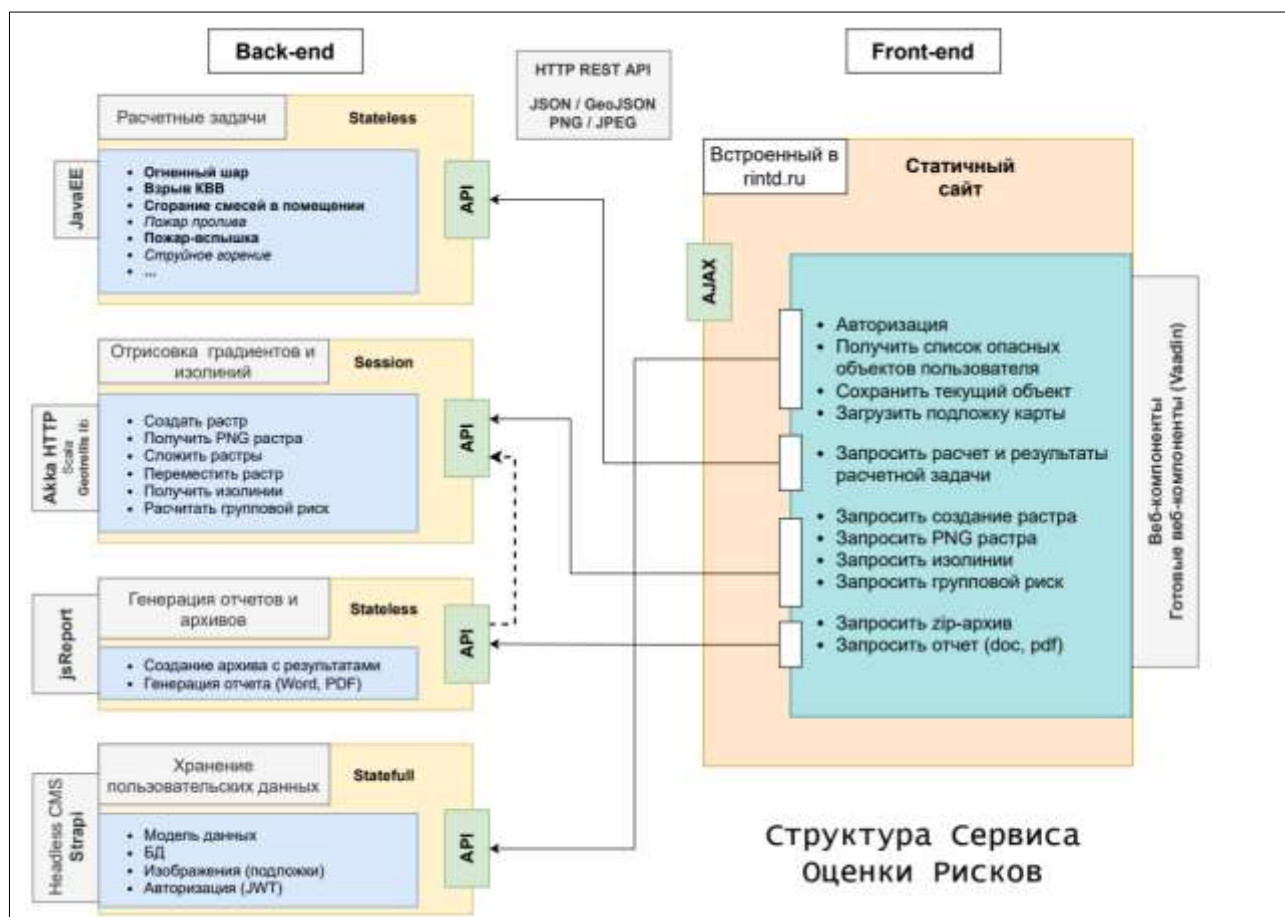 Back-end
HTTP REST API
JSON / GeoJSON
PNG / JPEG
Front-end
Расчетные задачи
Stateless
JavaEE
• Огненный шар
• Взрыв КВВ
• Сгорание смесей в помещении
• Пожар пролива
• Пожар-вспышка
• Струйное горение
• ...
API
Отрисовка градиентов и
изолиний
Session
Akka HTTP
Scala
Geotrellis lib
• Создать растр
• Получить PNG растра
• Сложить растры
• Переместить растр
• Получить изолинии
• Расчитать групповой риск
API
Генерация отчетов и
архивов
Stateless
jsReport
• Создание архива с результатами
• Генерация отчета (Word, PDF)
API
Хранение
пользовательских данных
Statefull
Headless CMS
Strapi
• Модель данных
• БД
• Изображения (подложки)
• Авторизация (JWT)
API
Встроенный в
rintd.ru
Статичный
сайт
AJAX
• Авторизация
• Получить список опасных
объектов пользователя
• Сохранить текущий объект
• Загрузить подложку карты
• Запросить расчет и результаты
расчетной задачи
• Запросить создание растра
• Запросить PNG растра
• Запросить изолинии
• Запросить групповой риск
• Запросить zip-архив
• Запросить отчет (doc, pdf)
Веб-компоненты
Готовые веб-компоненты (Vaadin)
Структура Сервиса
Оценки Рисков